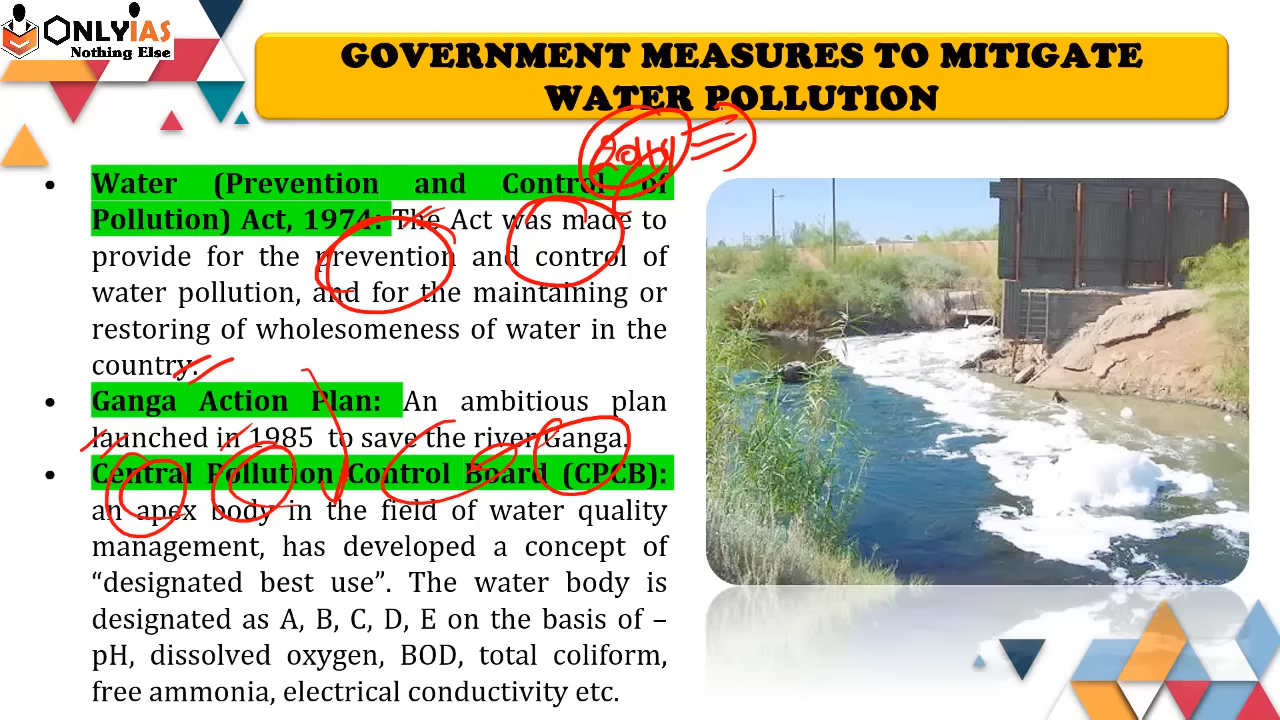 ONLYIAS
Nothing Else
GOVERNMENT MEASURES TO MITIGATE
WATER POLLUTION
• Water (Prevention and Control of
Pollution) Act, 1974: The Act was made to
provide for the prevention and control of
water pollution, and for the maintaining or
restoring of wholesomeness of water in the
country.
• Ganga Action Plan: An ambitious plan
launched in 1985 to save the river Ganga.
• Central Pollution Control Board (CPCB):
an apex body in the field of water quality
management, has developed a concept of
“designated best use”. The water body is
designated as A, B, C, D, E on the basis of –
pH, dissolved oxygen, BOD, total coliform,
free ammonia, electrical conductivity etc.